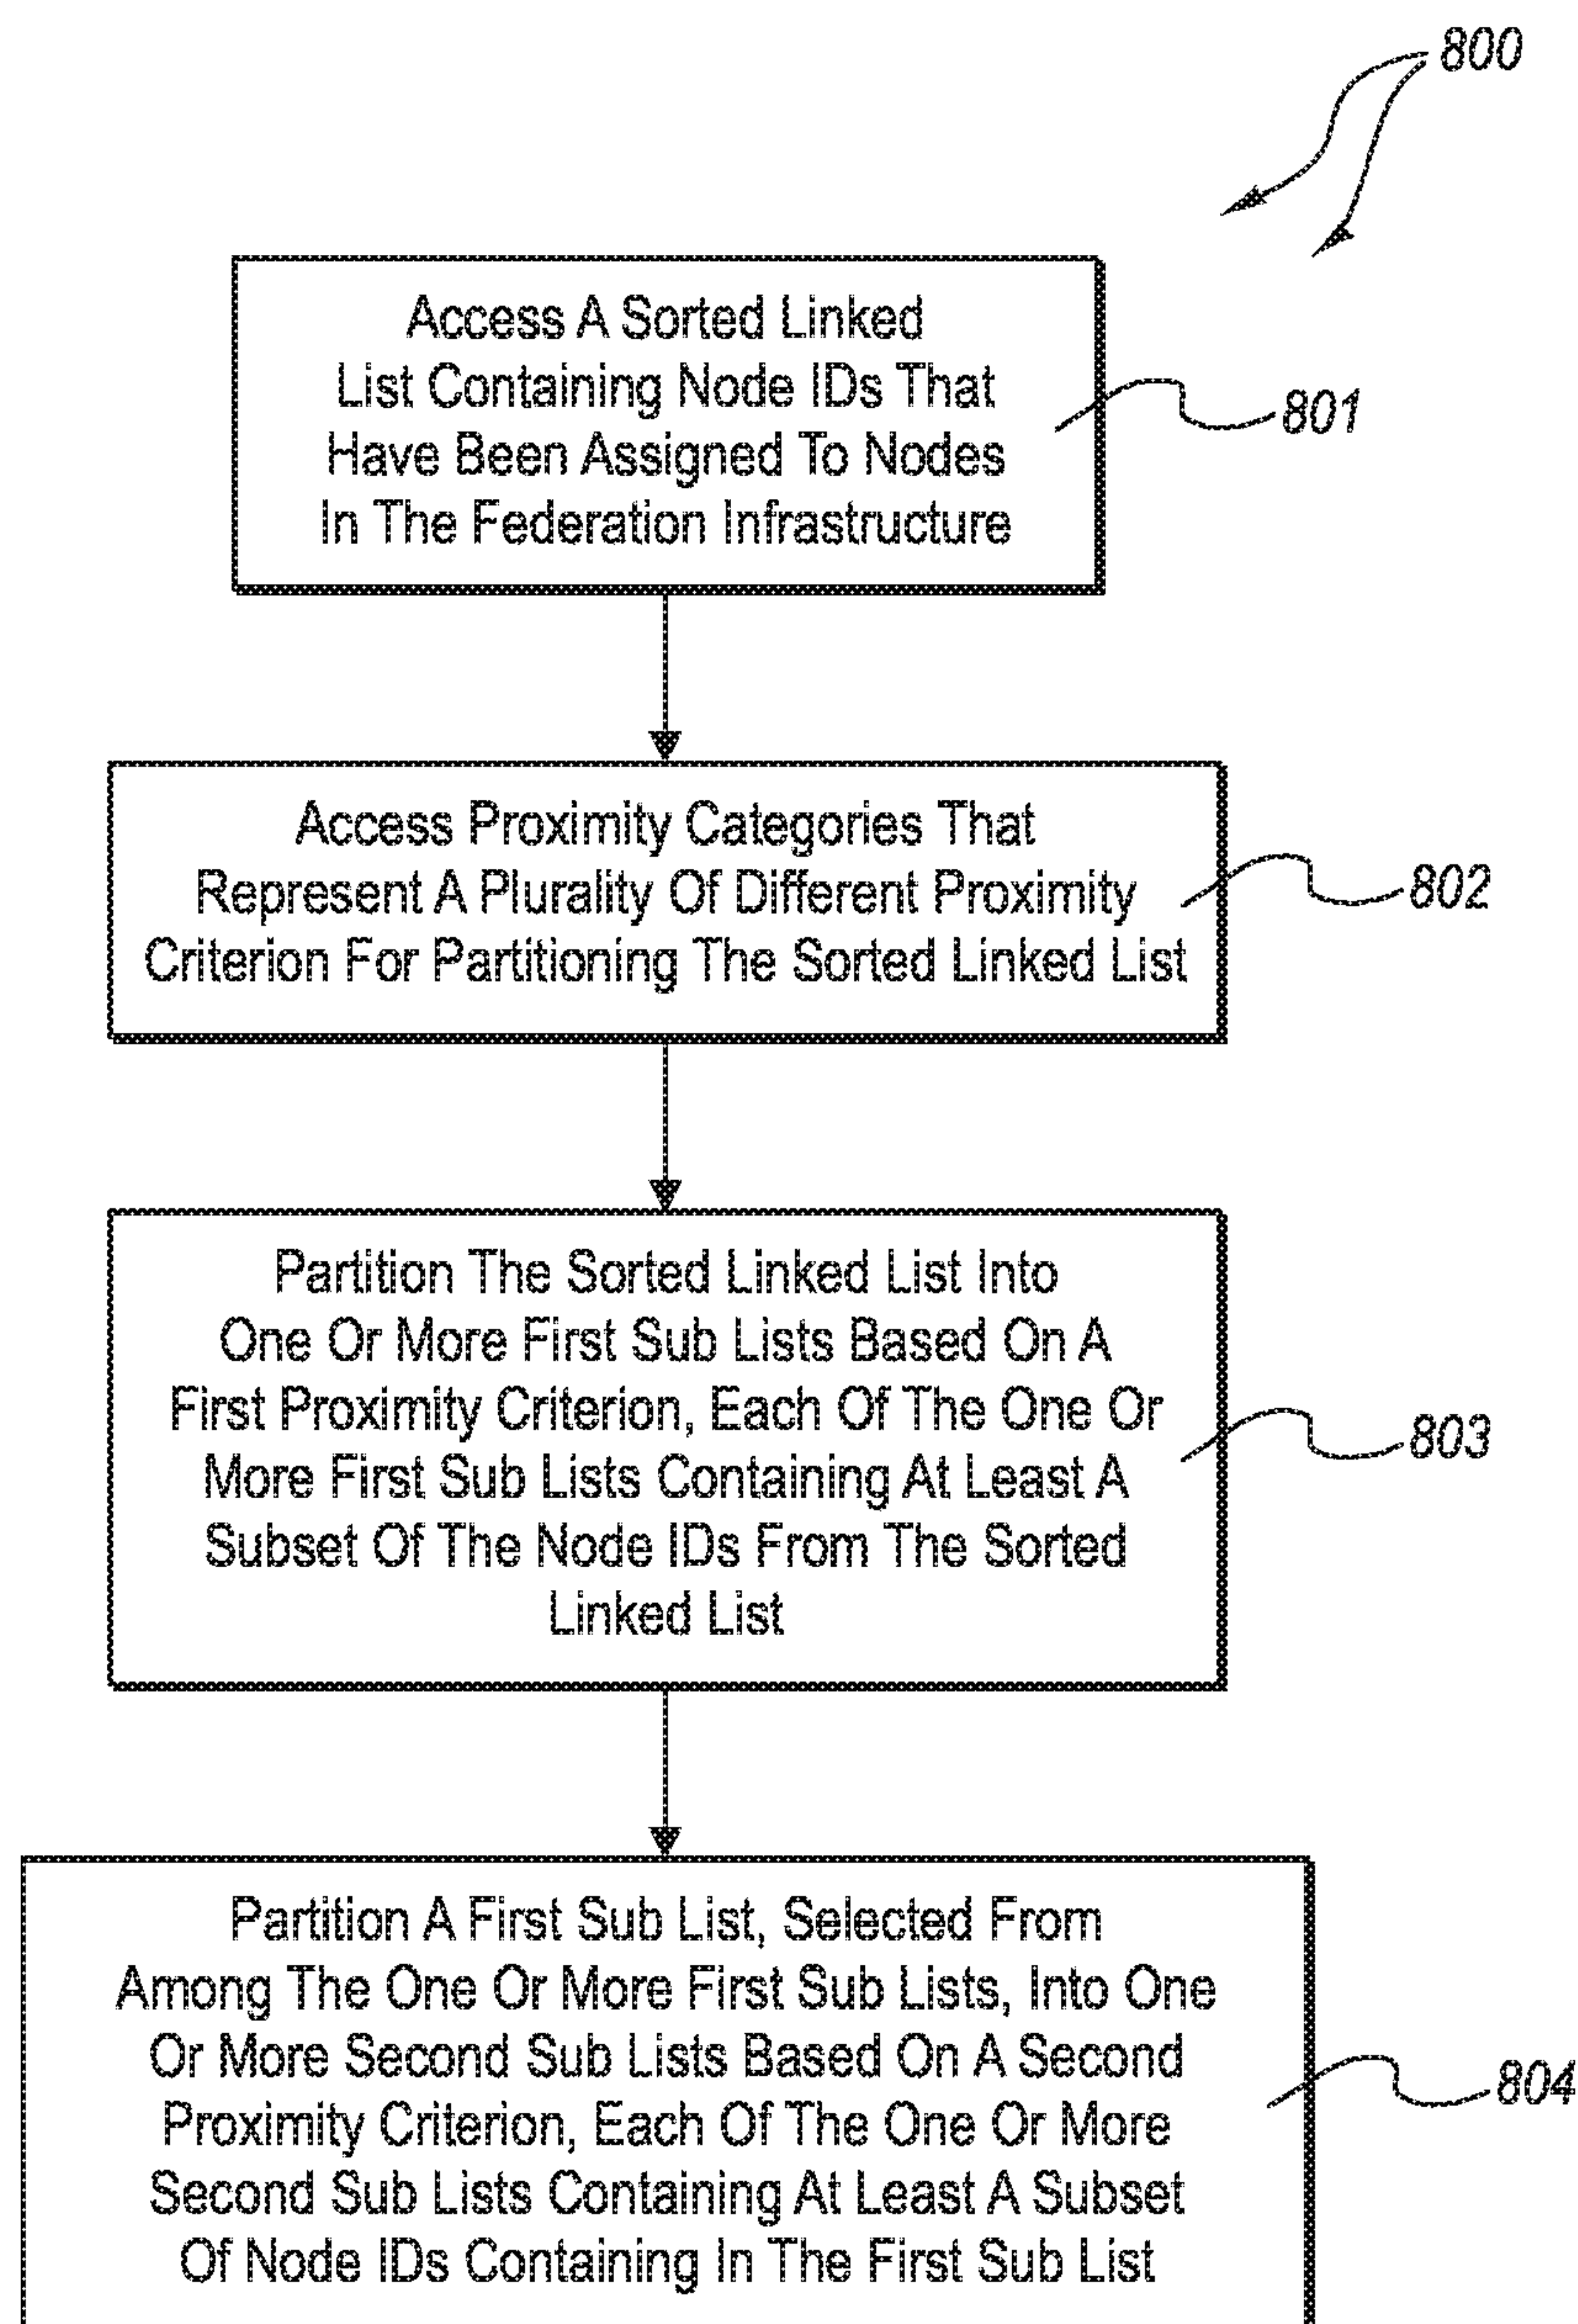 800
Access A Sorted Linked
List Containing Node IDs That
Have Been Assigned To Nodes
In The Federation Infrastructure
801
Access Proximity Categories That
Represent A Plurality Of Different Proximity
Criterion For Partitioning The Sorted Linked List
802
Partition The Sorted Linked List Into
One Or More First Sub Lists Based On A
First Proximity Criterion, Each Of The One Or
More First Sub Lists Containing At Least A
Subset Of The Node IDs From The Sorted
Linked List
803
Partition A First Sub List, Selected From
Among The One Or More First Sub Lists, Into One
Or More Second Sub Lists Based On A Second
Proximity Criterion, Each Of The One Or More
Second Sub Lists Containing At Least A Subset
Of Node IDs Containing In The First Sub List
804